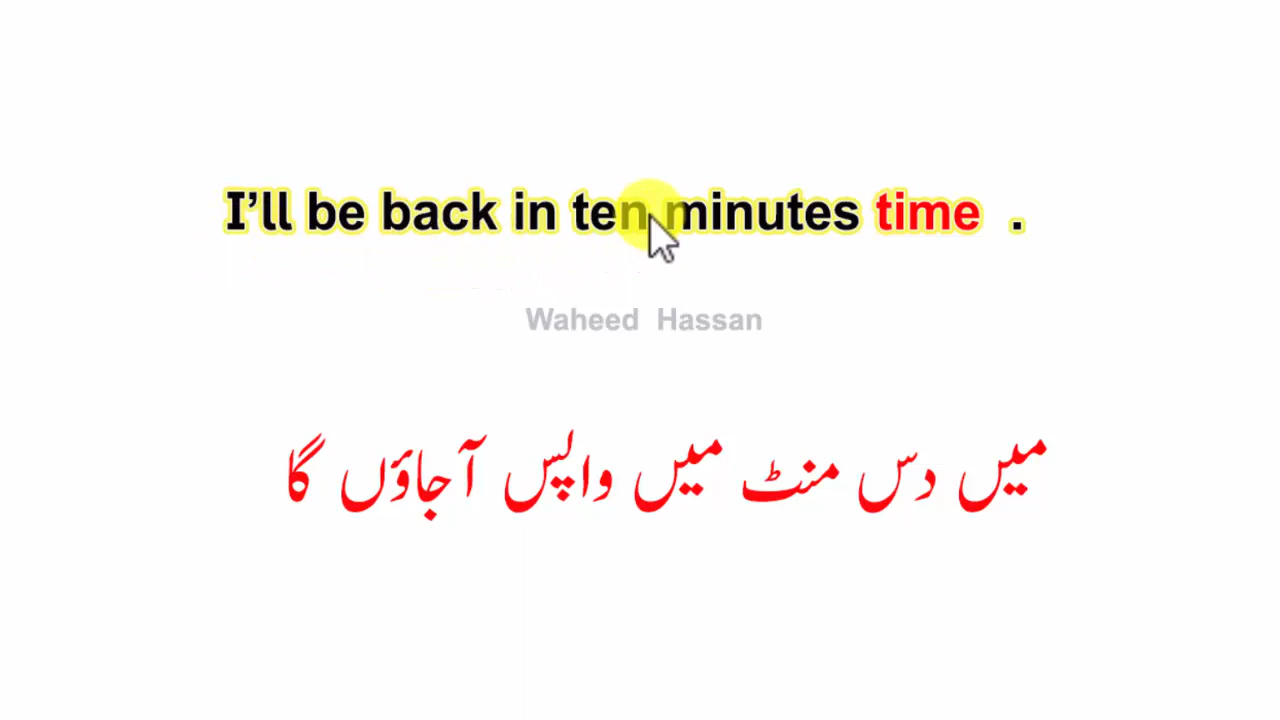 I’ll be back in ten minutes time .
Waheed Hassan
میں دس منٹ میں واپس آجاؤں گا